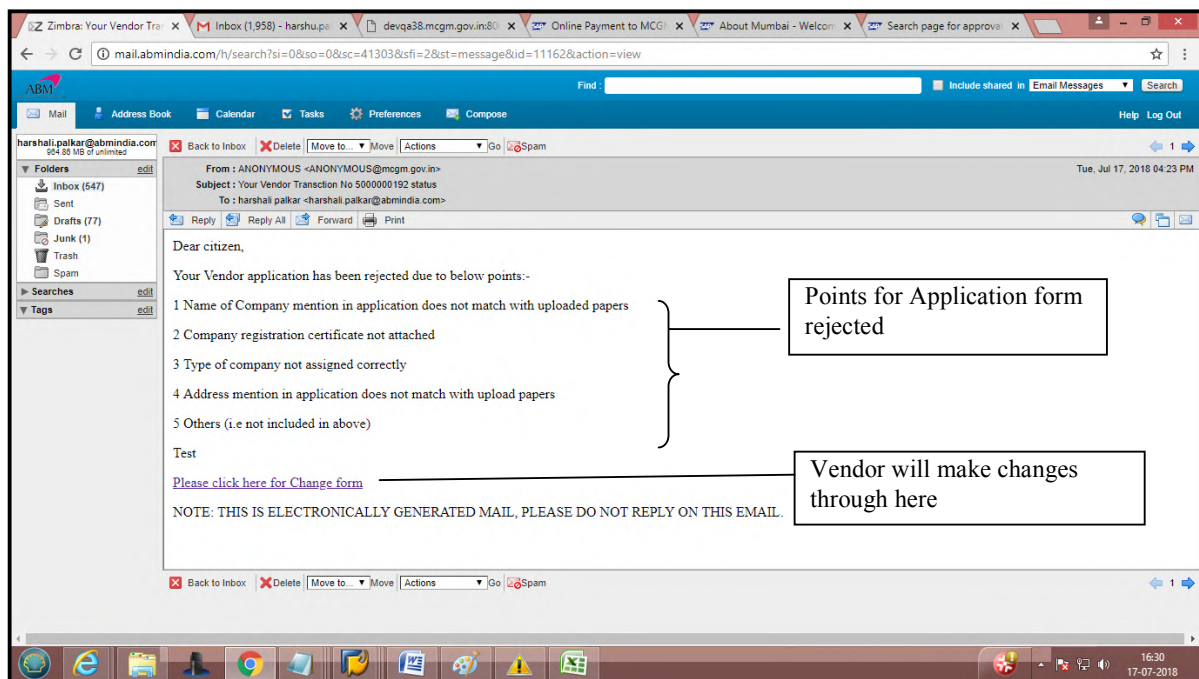 Zimbra: Your Vendor Tra
Inbox (1,958) - harshu.pa
devqa38.mcgm.gov.in:80
Online Payment to MCG
About Mumbai - Welcom
Search page for approva
mail.abmindia.com/h/search?si=0&so=0&sc=41303&sfi=2&st=message&id=11162&action=view
ABM
Find :
Include shared in Email Messages Search
Mail Address Book Calendar Tasks Preferences Compose
Help Log Out
harshali.palkar@abmindia.com
964.86 MB of unlimited
Folders edit
Inbox (547)
Sent
Drafts (77)
Junk (1)
Trash
Spam
Searches edit
Tags edit
Back to Inbox Delete Move to... Move Actions Go Spam 1
From : ANONYMOUS <ANONYMOUS@mcgm.gov.in>
Tue, Jul 17, 2018 04:23 PM
Subject : Your Vendor Transction No 5000000192 status
To : harshali palkar <harshali.palkar@abmindia.com>
Reply Reply All Forward Print
Dear citizen,
Your Vendor application has been rejected due to below points:-
1 Name of Company mention in application does not match with uploaded papers
2 Company registration certificate not attached
3 Type of company not assigned correctly
4 Address mention in application does not match with upload papers
5 Others (i.e not included in above)
Test
Please click here for Change form
NOTE: THIS IS ELECTRONICALLY GENERATED MAIL, PLEASE DO NOT REPLY ON THIS EMAIL.
Points for Application form
rejected
Vendor will make changes
through here
Back to Inbox Delete Move to... Move Actions Go Spam 1
16:30
17-07-2018